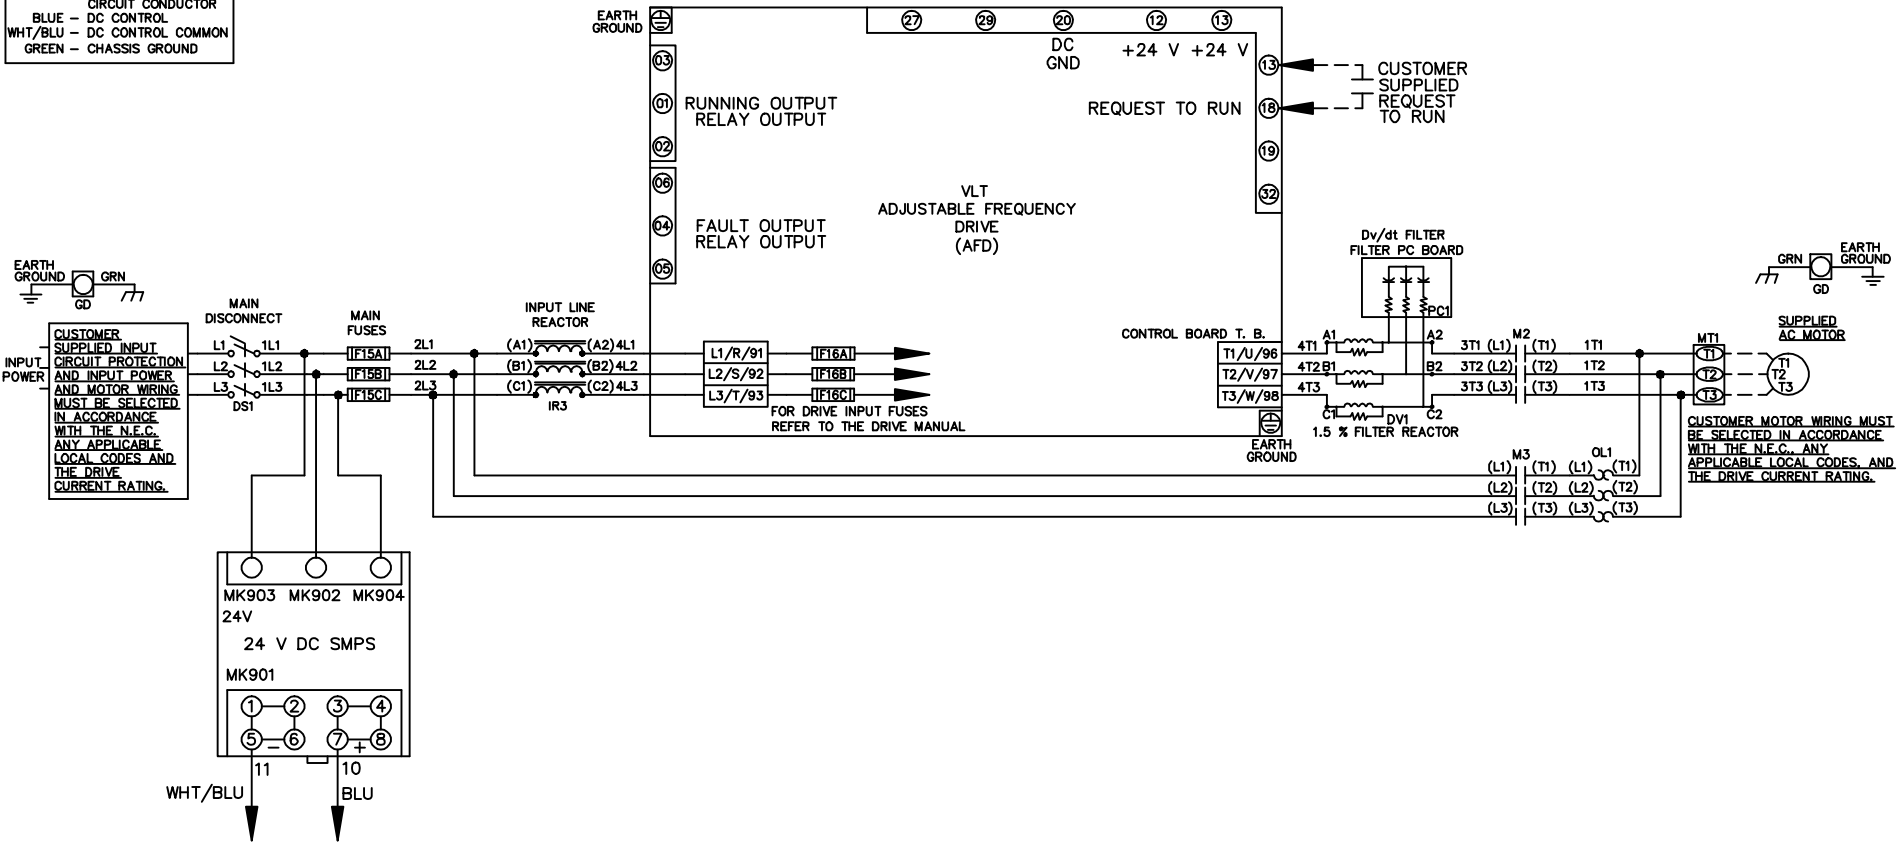 CIRCUIT CONDUCTOR
BLUE – DC CONTROL
WHT/BLU – DC CONTROL COMMON
GREEN – CHASSIS GROUND
EARTH
GROUND
27 29 20 12 13
DC
GND
+24 V +24 V
03
01
02
RUNNING OUTPUT
RELAY OUTPUT
06
04
05
FAULT OUTPUT
RELAY OUTPUT
13
18
19
32
REQUEST TO RUN
CUSTOMER
SUPPLIED
REQUEST
TO RUN
VLT
ADJUSTABLE FREQUENCY
DRIVE
(AFD)
EARTH
GROUND
GRN
GD
INPUT
POWER
CUSTOMER
SUPPLIED INPUT
CIRCUIT PROTECTION
AND INPUT POWER
AND MOTOR WIRING
MUST BE SELECTED
IN ACCORDANCE
WITH THE N.E.C.
ANY APPLICABLE
LOCAL CODES AND
THE DRIVE
CURRENT RATING.
MAIN
DISCONNECT
L1 1L1
L2 1L2
L3 1L3
DS1
MAIN
FUSES
F15A
F15B
F15C
2L1
2L2
2L3
INPUT LINE
REACTOR
(A1) (A2) 4L1
(B1) (B2) 4L2
(C1) (C2) 4L3
IR3
L1/R/91
L2/S/92
L3/T/93
F16A
F16B
F16C
FOR DRIVE INPUT FUSES
REFER TO THE DRIVE MANUAL
CONTROL BOARD T. B.
T1/U/96
T2/V/97
T3/W/98
EARTH
GROUND
4T1
4T2
4T3
Dv/dt FILTER
FILTER PC BOARD
PC1
A1 A2
B1 B2
C1 C2
DV1
1.5 % FILTER REACTOR
M2
3T1 (L1) (T1) 1T1
3T2 (L2) (T2) 1T2
3T3 (L3) (T3) 1T3
M3
OL1
(L1) (T1) (L1) (T1)
(L2) (T2) (L2) (T2)
(L3) (T3) (L3) (T3)
GRN
EARTH
GROUND
GD
SUPPLIED
AC MOTOR
MT1
T1
T2
T3
T1
T2
T3
CUSTOMER MOTOR WIRING MUST
BE SELECTED IN ACCORDANCE
WITH THE N.E.C., ANY
APPLICABLE LOCAL CODES, AND
THE DRIVE CURRENT RATING.
MK903 MK902 MK904
24V
24 V DC SMPS
MK901
1 2 3 4
5 – 6 7 + 8
11 10
WHT/BLU BLU